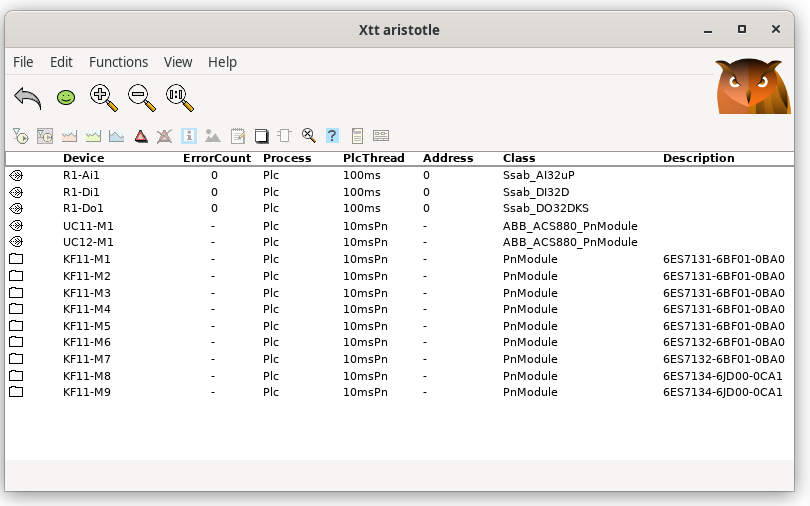 Xtt aristotle
File Edit Functions View Help
Device ErrorCount Process PlcThread Address Class Description
R1-Ai1 0 Plc 100ms 0 Ssab_AI32uP
R1-Di1 0 Plc 100ms 0 Ssab_DI32D
R1-Do1 0 Plc 100ms 0 Ssab_DO32DKS
UC11-M1 - Plc 10msPn - ABB_ACS880_PnModule
UC12-M1 - Plc 10msPn - ABB_ACS880_PnModule
KF11-M1 - Plc 10msPn - PnModule 6ES7131-6BF01-0BA0
KF11-M2 - Plc 10msPn - PnModule 6ES7131-6BF01-0BA0
KF11-M3 - Plc 10msPn - PnModule 6ES7131-6BF01-0BA0
KF11-M4 - Plc 10msPn - PnModule 6ES7131-6BF01-0BA0
KF11-M5 - Plc 10msPn - PnModule 6ES7131-6BF01-0BA0
KF11-M6 - Plc 10msPn - PnModule 6ES7132-6BF01-0BA0
KF11-M7 - Plc 10msPn - PnModule 6ES7132-6BF01-0BA0
KF11-M8 - Plc 10msPn - PnModule 6ES7134-6JD00-0CA1
KF11-M9 - Plc 10msPn - PnModule 6ES7134-6JD00-0CA1